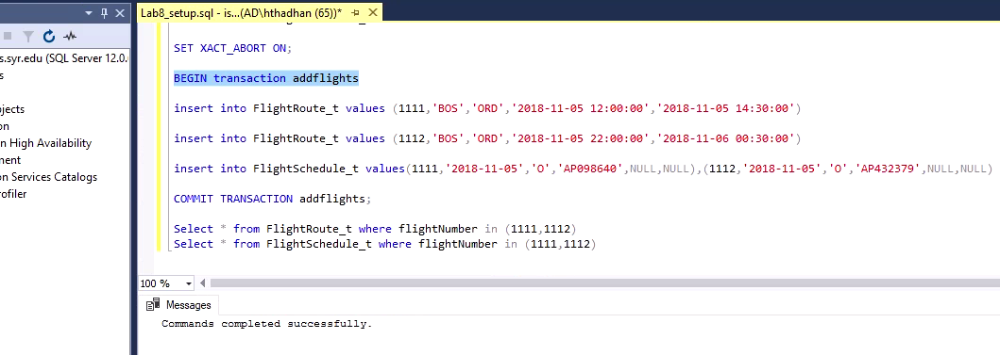 Lab8_setup.sql - is...(AD\hthadhan (65))*
s.syr.edu (SQL Server 12.0.
s
jects
on
n High Availability
ment
on Services Catalogs
rofiler
SET XACT_ABORT ON;
BEGIN transaction addflights
insert into FlightRoute_t values (1111,'BOS','ORD','2018-11-05 12:00:00','2018-11-05 14:30:00')
insert into FlightRoute_t values (1112,'BOS','ORD','2018-11-05 22:00:00','2018-11-06 00:30:00')
insert into FlightSchedule_t values(1111,'2018-11-05','O','AP098640',NULL,NULL),(1112,'2018-11-05','O','AP432379',NULL,NULL)
COMMIT TRANSACTION addflights;
Select * from FlightRoute_t where flightNumber in (1111,1112)
Select * from FlightSchedule_t where flightNumber in (1111,1112)
100 %
Messages
Commands completed successfully.